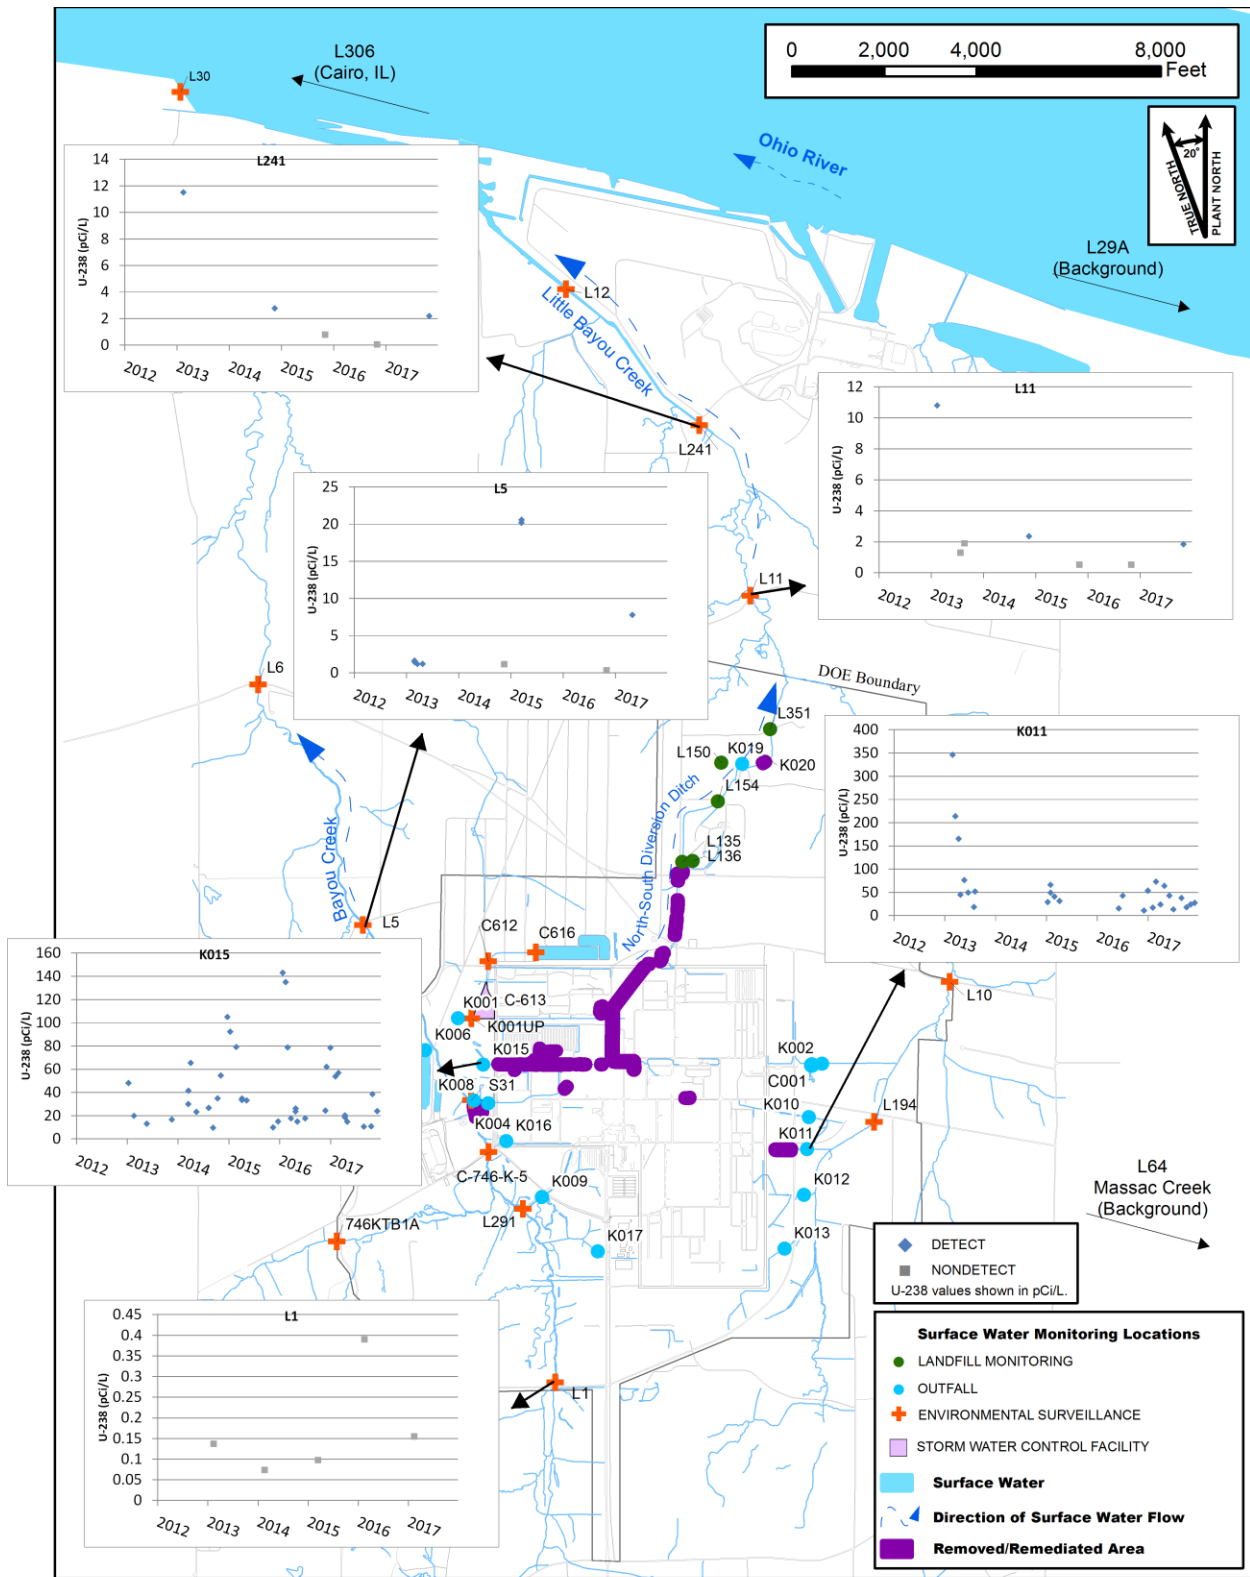 L306
(Cairo, IL)
L30
0 2,000 4,000 8,000
Feet
TRUE NORTH
20°
PLANT NORTH
Ohio River
L29A
(Background)
L241
U-238 (pCi/L)
14
12
10
8
6
4
2
0
2012 2013 2014 2015 2016 2017
L12
Little Bayou Creek
L241
L11
U-238 (pCi/L)
12
10
8
6
4
2
0
2012 2013 2014 2015 2016 2017
L5
U-238 (pCi/L)
25
20
15
10
5
0
2012 2013 2014 2015 2016 2017
L11
L6
DOE Boundary
L351
K019
L150
K020
L154
North-South Diversion Ditch
L135
L136
K011
U-238 (pCi/L)
400
350
300
250
200
150
100
50
0
2012 2013 2014 2015 2016 2017
Bayou Creek
L5
C612
C616
L10
K015
U-238 (pCi/L)
160
140
120
100
80
60
40
20
0
2012 2013 2014 2015 2016 2017
K001
C-613
K006
K001UP
K015
K008
S31
K004
K016
C-746-K-5
K009
L291
K017
746KTB1A
K002
C001
K010
L194
K011
K012
K013
L64
Massac Creek
(Background)
DETECT
NONDETECT
U-238 values shown in pCi/L.
L1
U-238 (pCi/L)
0.45
0.4
0.35
0.3
0.25
0.2
0.15
0.1
0.05
0
2012 2013 2014 2015 2016 2017
L1
Surface Water Monitoring Locations
LANDFILL MONITORING
OUTFALL
ENVIRONMENTAL SURVEILLANCE
STORM WATER CONTROL FACILITY
Surface Water
Direction of Surface Water Flow
Removed/Remediated Area